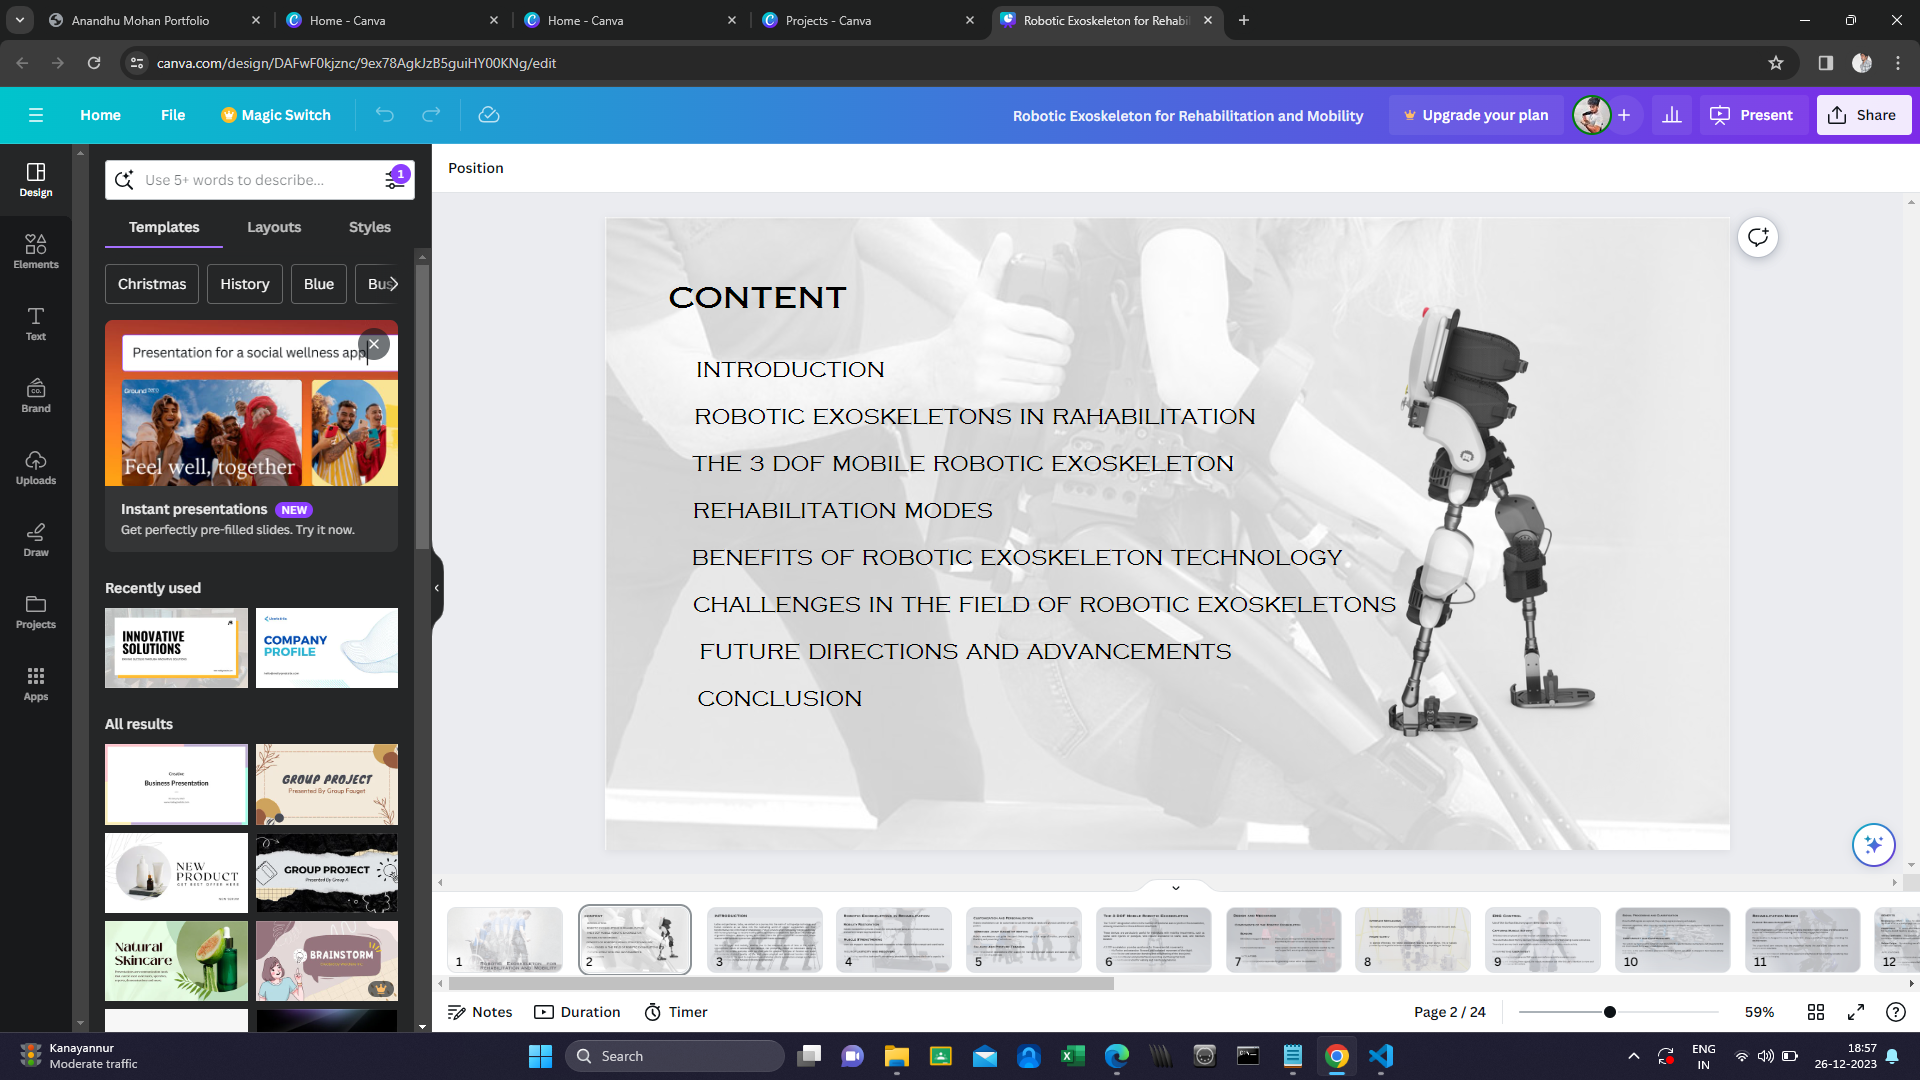 Anandhu Mohan Portfolio
Home - Canva
Home - Canva
Projects - Canva
Robotic Exoskeleton for Rehabil
canva.com/design/DAFwF0kjznc/9ex78AgkJzB5guiHY00KNg/edit
Home
File
Magic Switch
Robotic Exoskeleton for Rehabilitation and Mobility
Upgrade your plan
Present
Share
Design
Elements
Text
Brand
Uploads
Draw
Projects
Apps
Use 5+ words to describe...
1
Templates
Layouts
Styles
Christmas
History
Blue
Bus
Presentation for a social wellness app
Feel well, together
Instant presentations NEW
Get perfectly pre-filled slides. Try it now.
Recently used
INNOVATIVE
SOLUTIONS
COMPANY
PROFILE
All results
Creative
Business Presentation
GROUP PROJECT
Presented By Group Fauget
NEW
PRODUCT
GROUP PROJECT
Natural
Skincare
BRAINSTORM
Position
CONTENT
INTRODUCTION
ROBOTIC EXOSKELETONS IN RAHABILITATION
THE 3 DOF MOBILE ROBOTIC EXOSKELETON
REHABILITATION MODES
BENEFITS OF ROBOTIC EXOSKELETON TECHNOLOGY
CHALLENGES IN THE FIELD OF ROBOTIC EXOSKELETONS
FUTURE DIRECTIONS AND ADVANCEMENTS
CONCLUSION
1
2
3
4
5
6
7
8
9
10
11
12
Notes
Duration
Timer
Page 2 / 24
59%
Kanayannur
Moderate traffic
Search
ENG
IN
18:57
26-12-2023